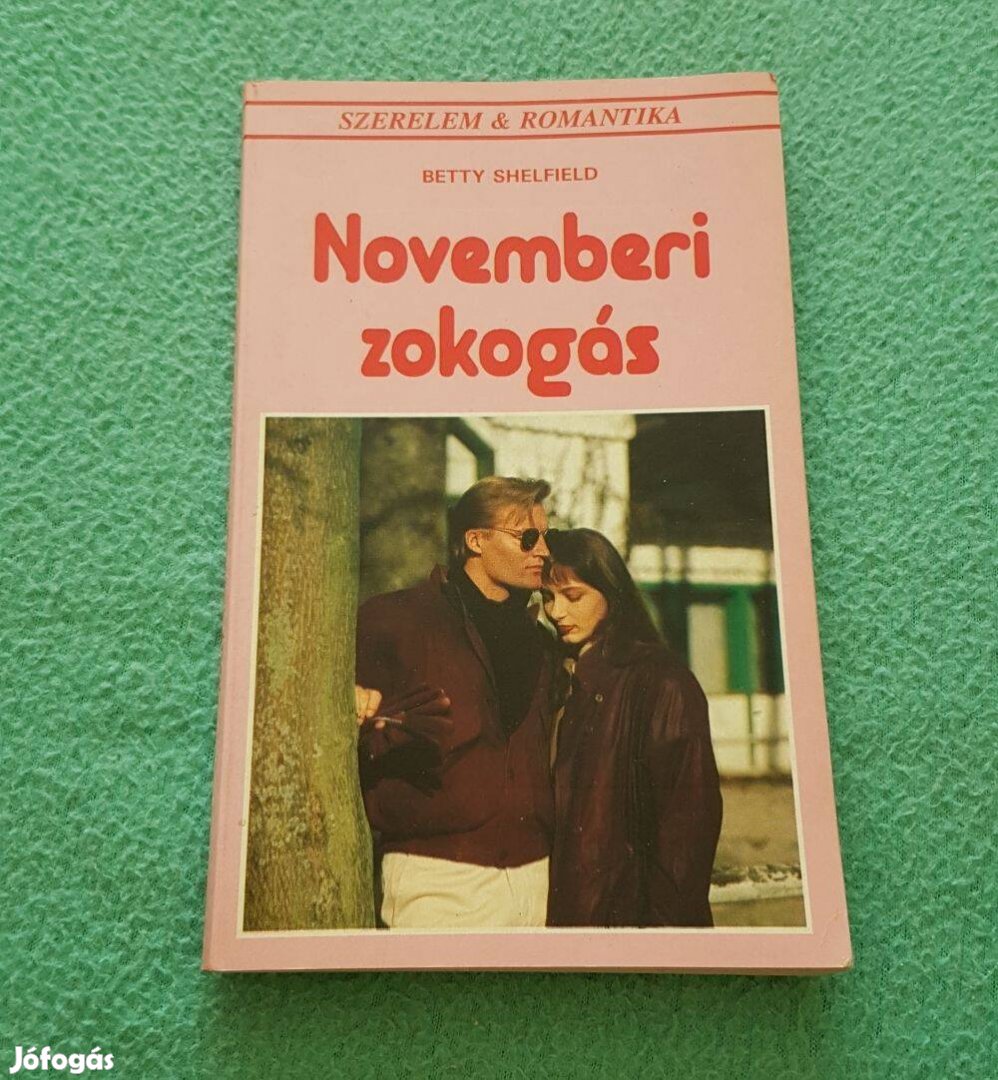 SZERELEM & ROMANTIKA
BETTY SHELFIELD
Novemberi
zokogás
Jófogás